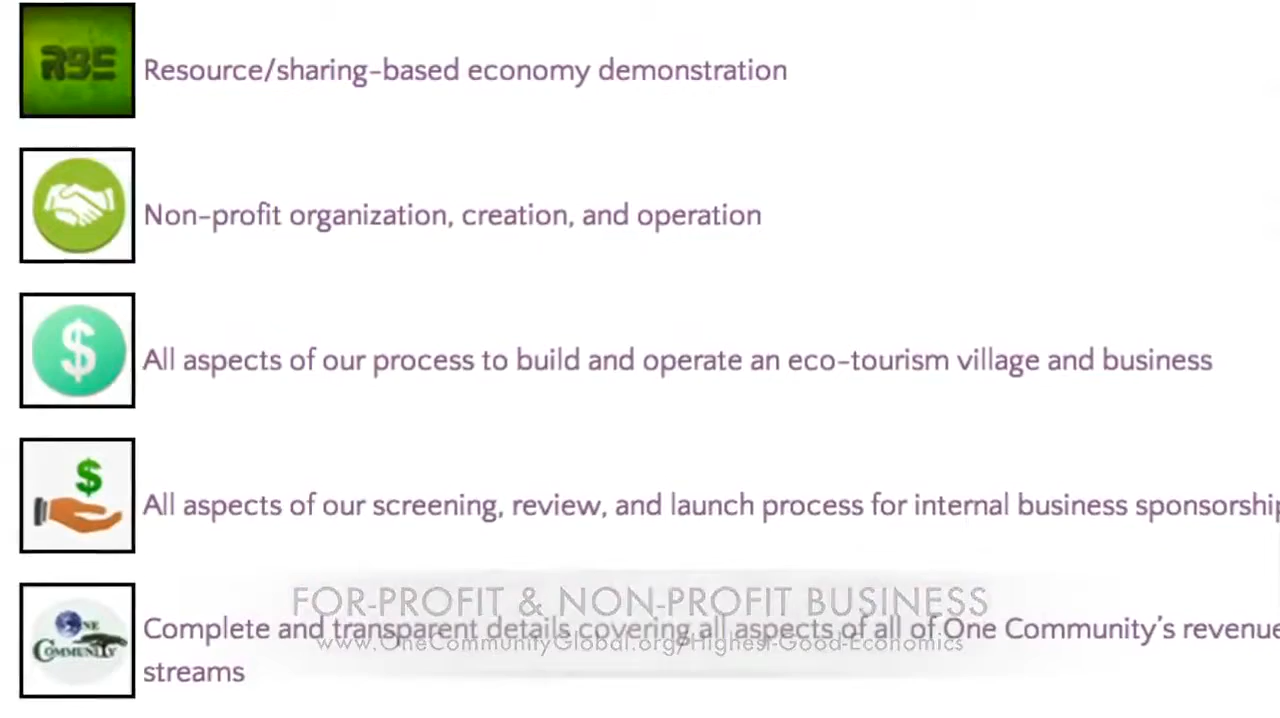 RBE
Resource/sharing-based economy demonstration
Non-profit organization, creation, and operation
$
All aspects of our process to build and operate an eco-tourism village and business
$
All aspects of our screening, review, and launch process for internal business sponsorship
FOR-PROFIT & NON-PROFIT BUSINESS
ONE COMMUNITY
Complete and transparent details covering all aspects of all of One Community's revenue
www.OneCommunityGlobal.org/Highest-Good-Economics
streams